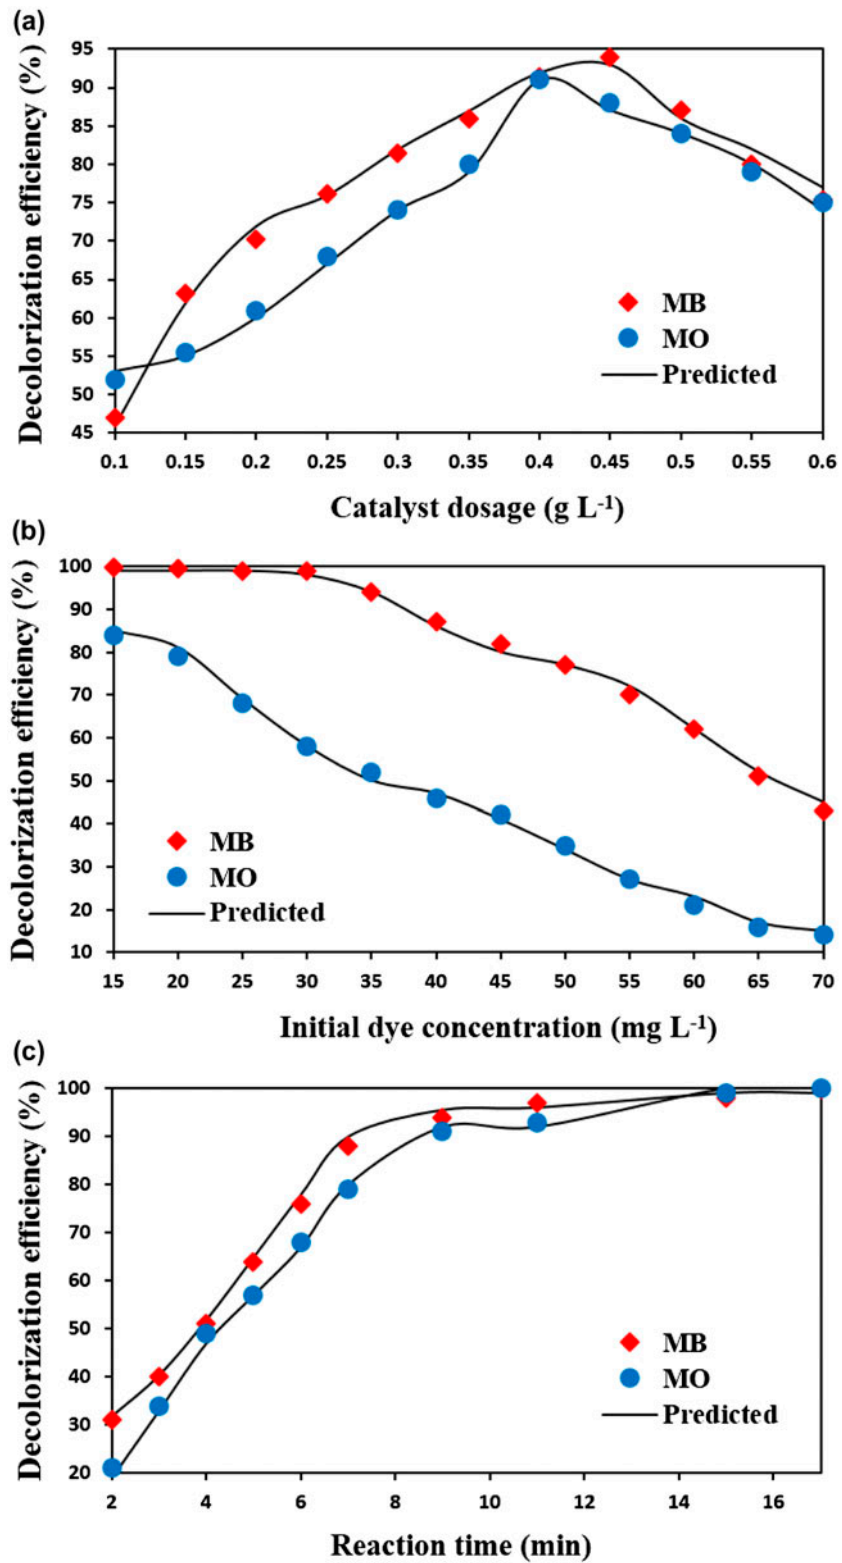 (a)
95
90
85
80
75
70
65
60
55
50
45
Decolorization efficiency (%)
MB
MO
Predicted
0.1 0.15 0.2 0.25 0.3 0.35 0.4 0.45 0.5 0.55 0.6
Catalyst dosage (g L-1)
(b)
100
90
80
70
60
50
40
30
20
10
Decolorization efficiency (%)
MB
MO
Predicted
15 20 25 30 35 40 45 50 55 60 65 70
Initial dye concentration (mg L-1)
(c)
100
90
80
70
60
50
40
30
20
Decolorization efficiency (%)
MB
MO
Predicted
2 4 6 8 10 12 14 16
Reaction time (min)